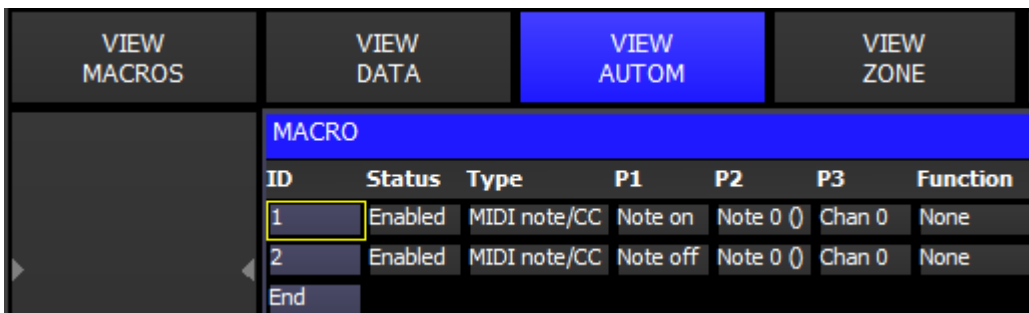 VIEW MACROS
VIEW DATA
VIEW AUTOM
VIEW ZONE
MACRO
ID Status Type P1 P2 P3 Function
1 Enabled MIDI note/CC Note on Note 0 () Chan 0 None
2 Enabled MIDI note/CC Note off Note 0 () Chan 0 None
End